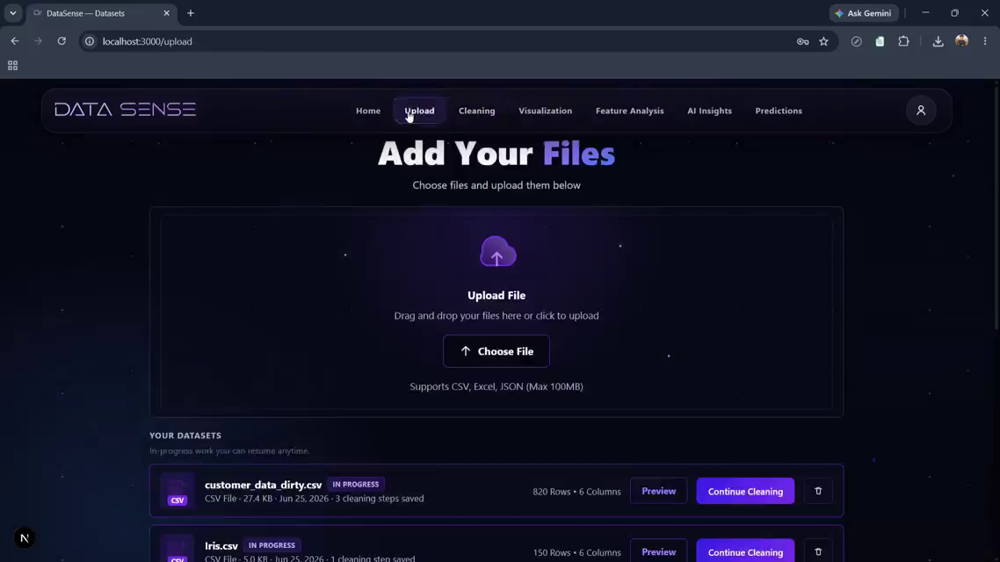 DataSense — Datasets
Ask Gemini
localhost:3000/upload
DATA SENSE
Home
Upload
Cleaning
Visualization
Feature Analysis
AI Insights
Predictions
Add Your Files
Choose files and upload them below
Upload File
Drag and drop your files here or click to upload
Choose File
Supports CSV, Excel, JSON (Max 100MB)
YOUR DATASETS
In-progress work you can resume anytime.
customer_data_dirty.csv IN PROGRESS
CSV
CSV File · 27.4 KB · Jun 25, 2026 · 3 cleaning steps saved
820 Rows • 6 Columns
Preview
Continue Cleaning
Iris.csv IN PROGRESS
CSV
CSV File · 5.0 KB · Jun 25, 2026 · 1 cleaning step saved
150 Rows • 6 Columns
Preview
Continue Cleaning
N